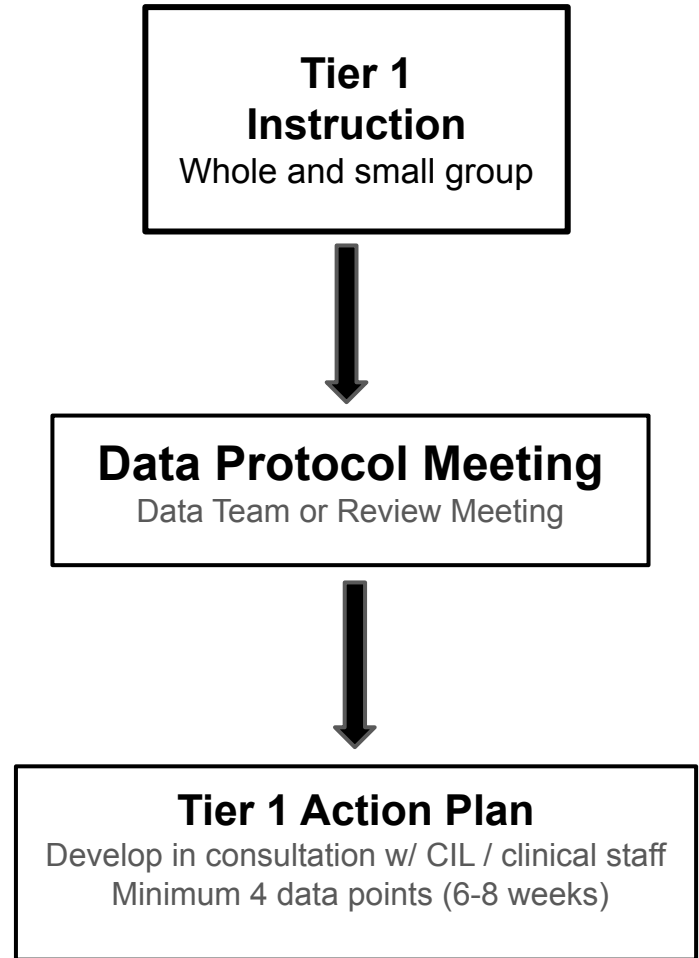 Tier 1
Instruction
Whole and small group
Data Protocol Meeting
Data Team or Review Meeting
Tier 1 Action Plan
Develop in consultation w/ CIL / clinical staff
Minimum 4 data points (6-8 weeks)